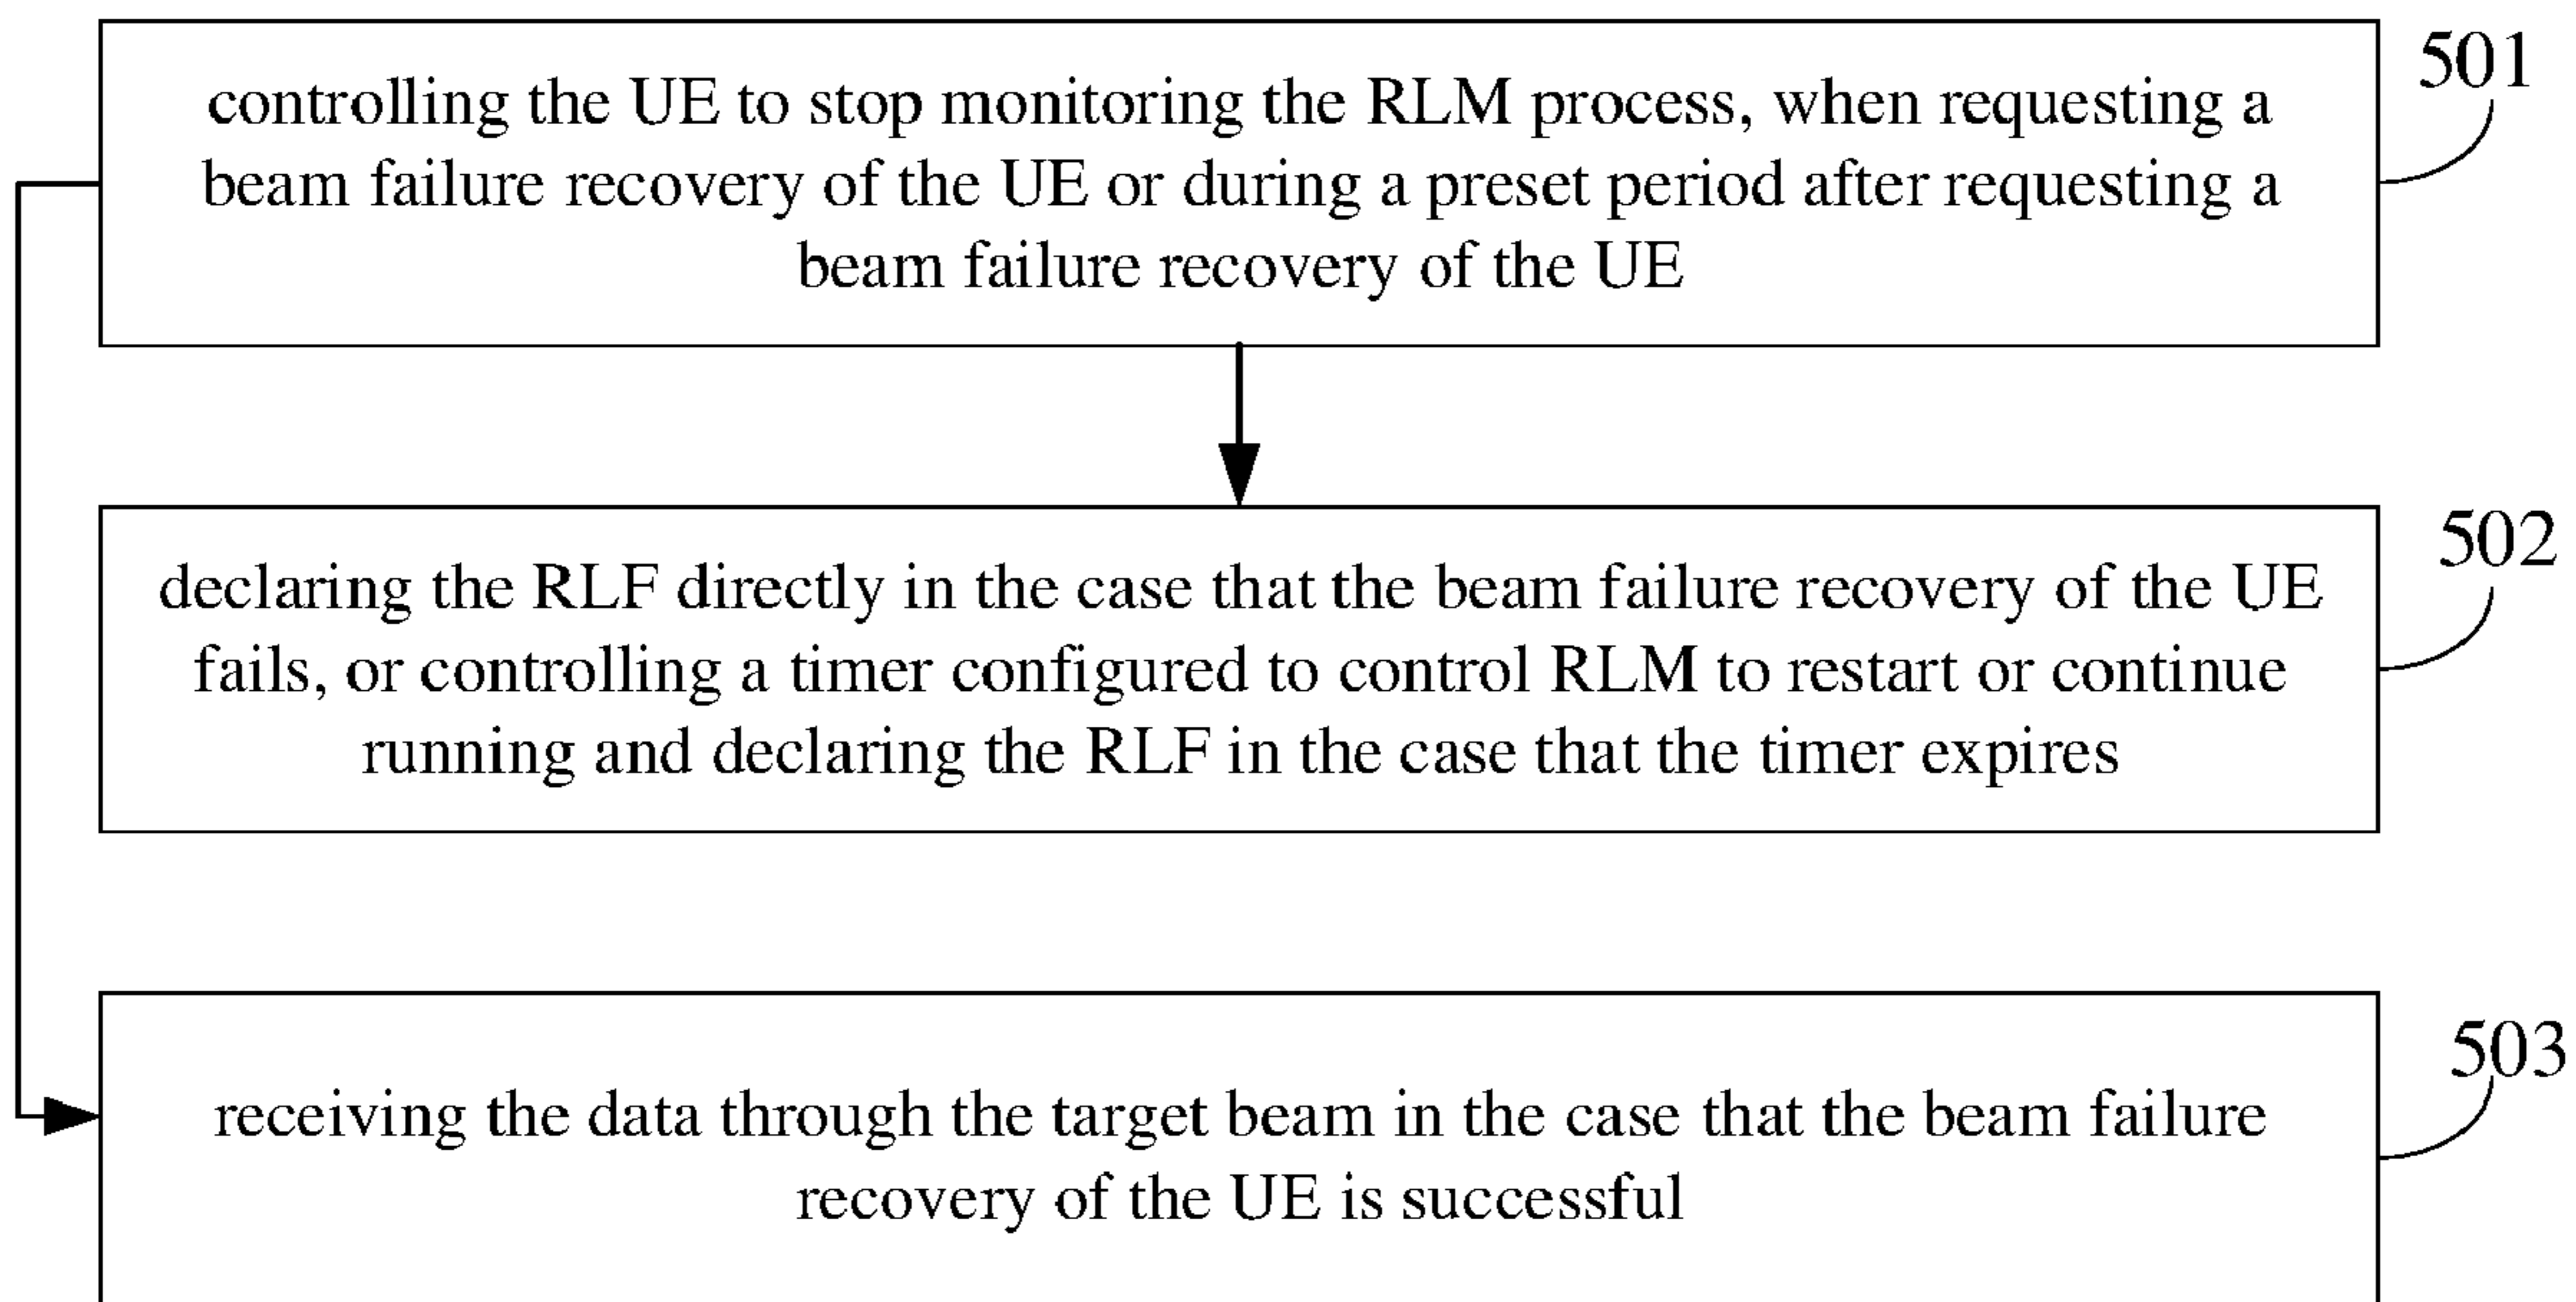 controlling the UE to stop monitoring the RLM process, when requesting a
beam failure recovery of the UE or during a preset period after requesting a
beam failure recovery of the UE
501
declaring the RLF directly in the case that the beam failure recovery of the UE
fails, or controlling a timer configured to control RLM to restart or continue
running and declaring the RLF in the case that the timer expires
502
receiving the data through the target beam in the case that the beam failure
recovery of the UE is successful
503